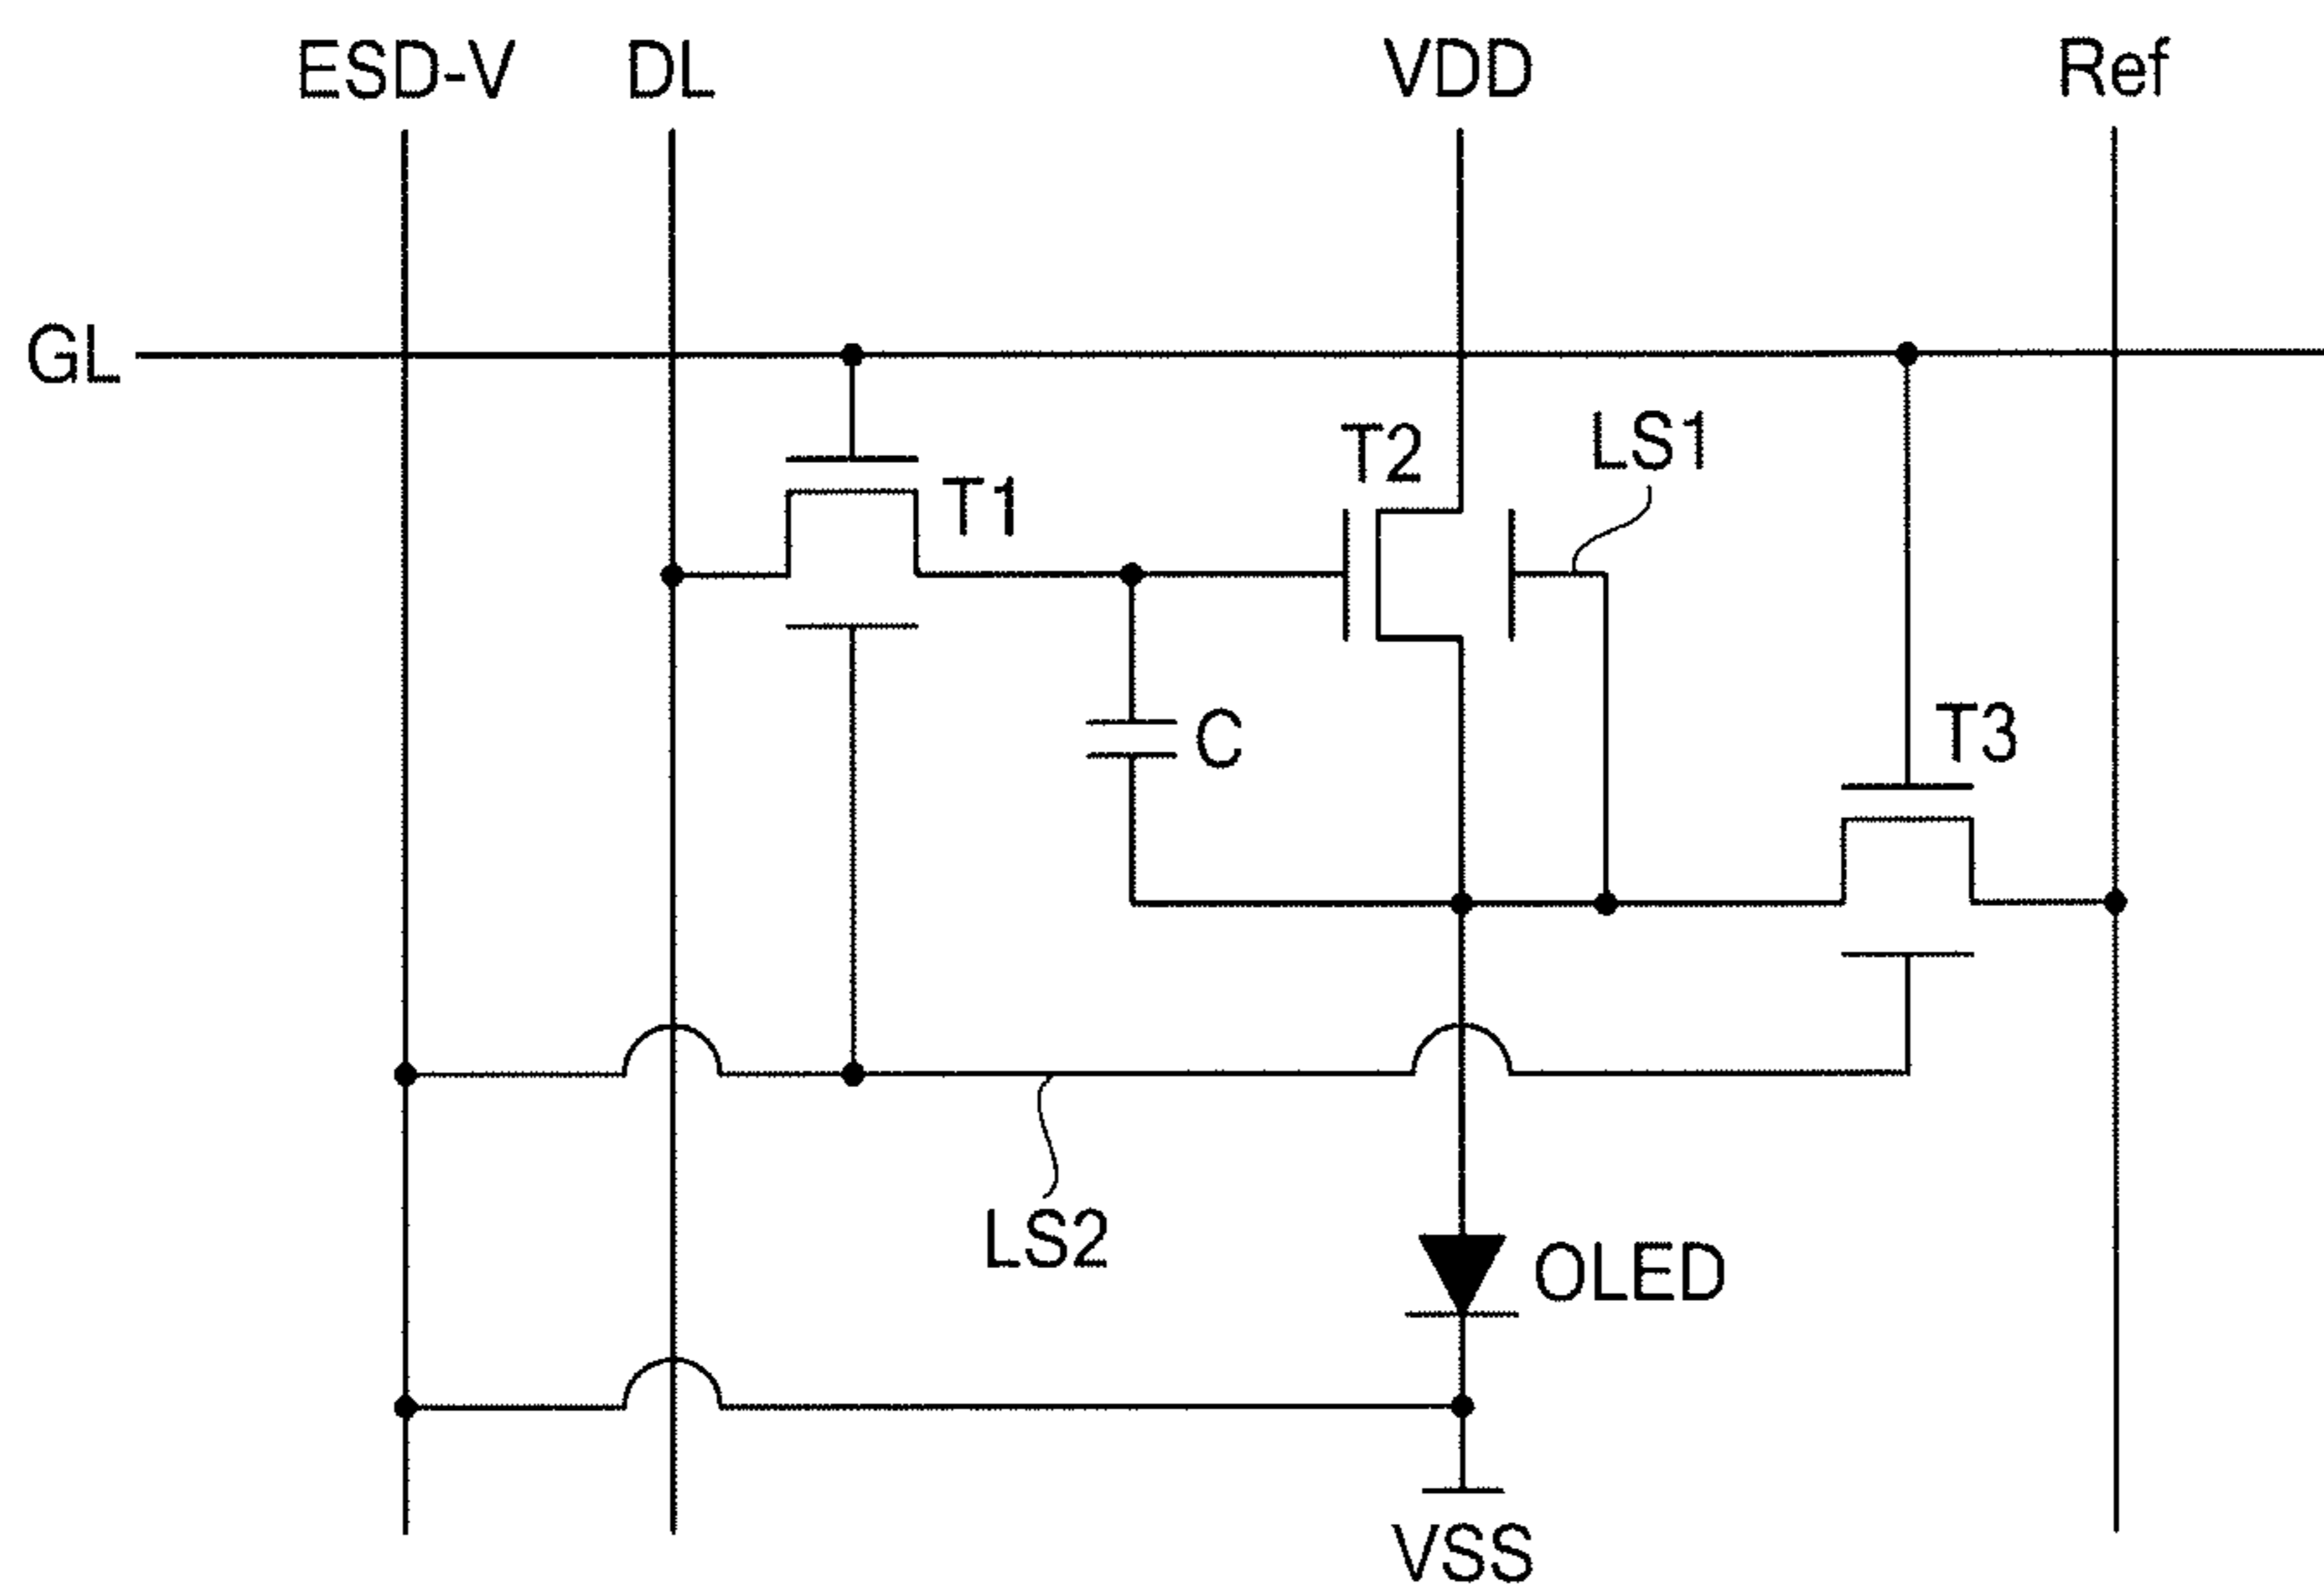 ESD-V
DL
VDD
Ref
GL
T1
T2
LS1
C
T3
LS2
OLED
VSS